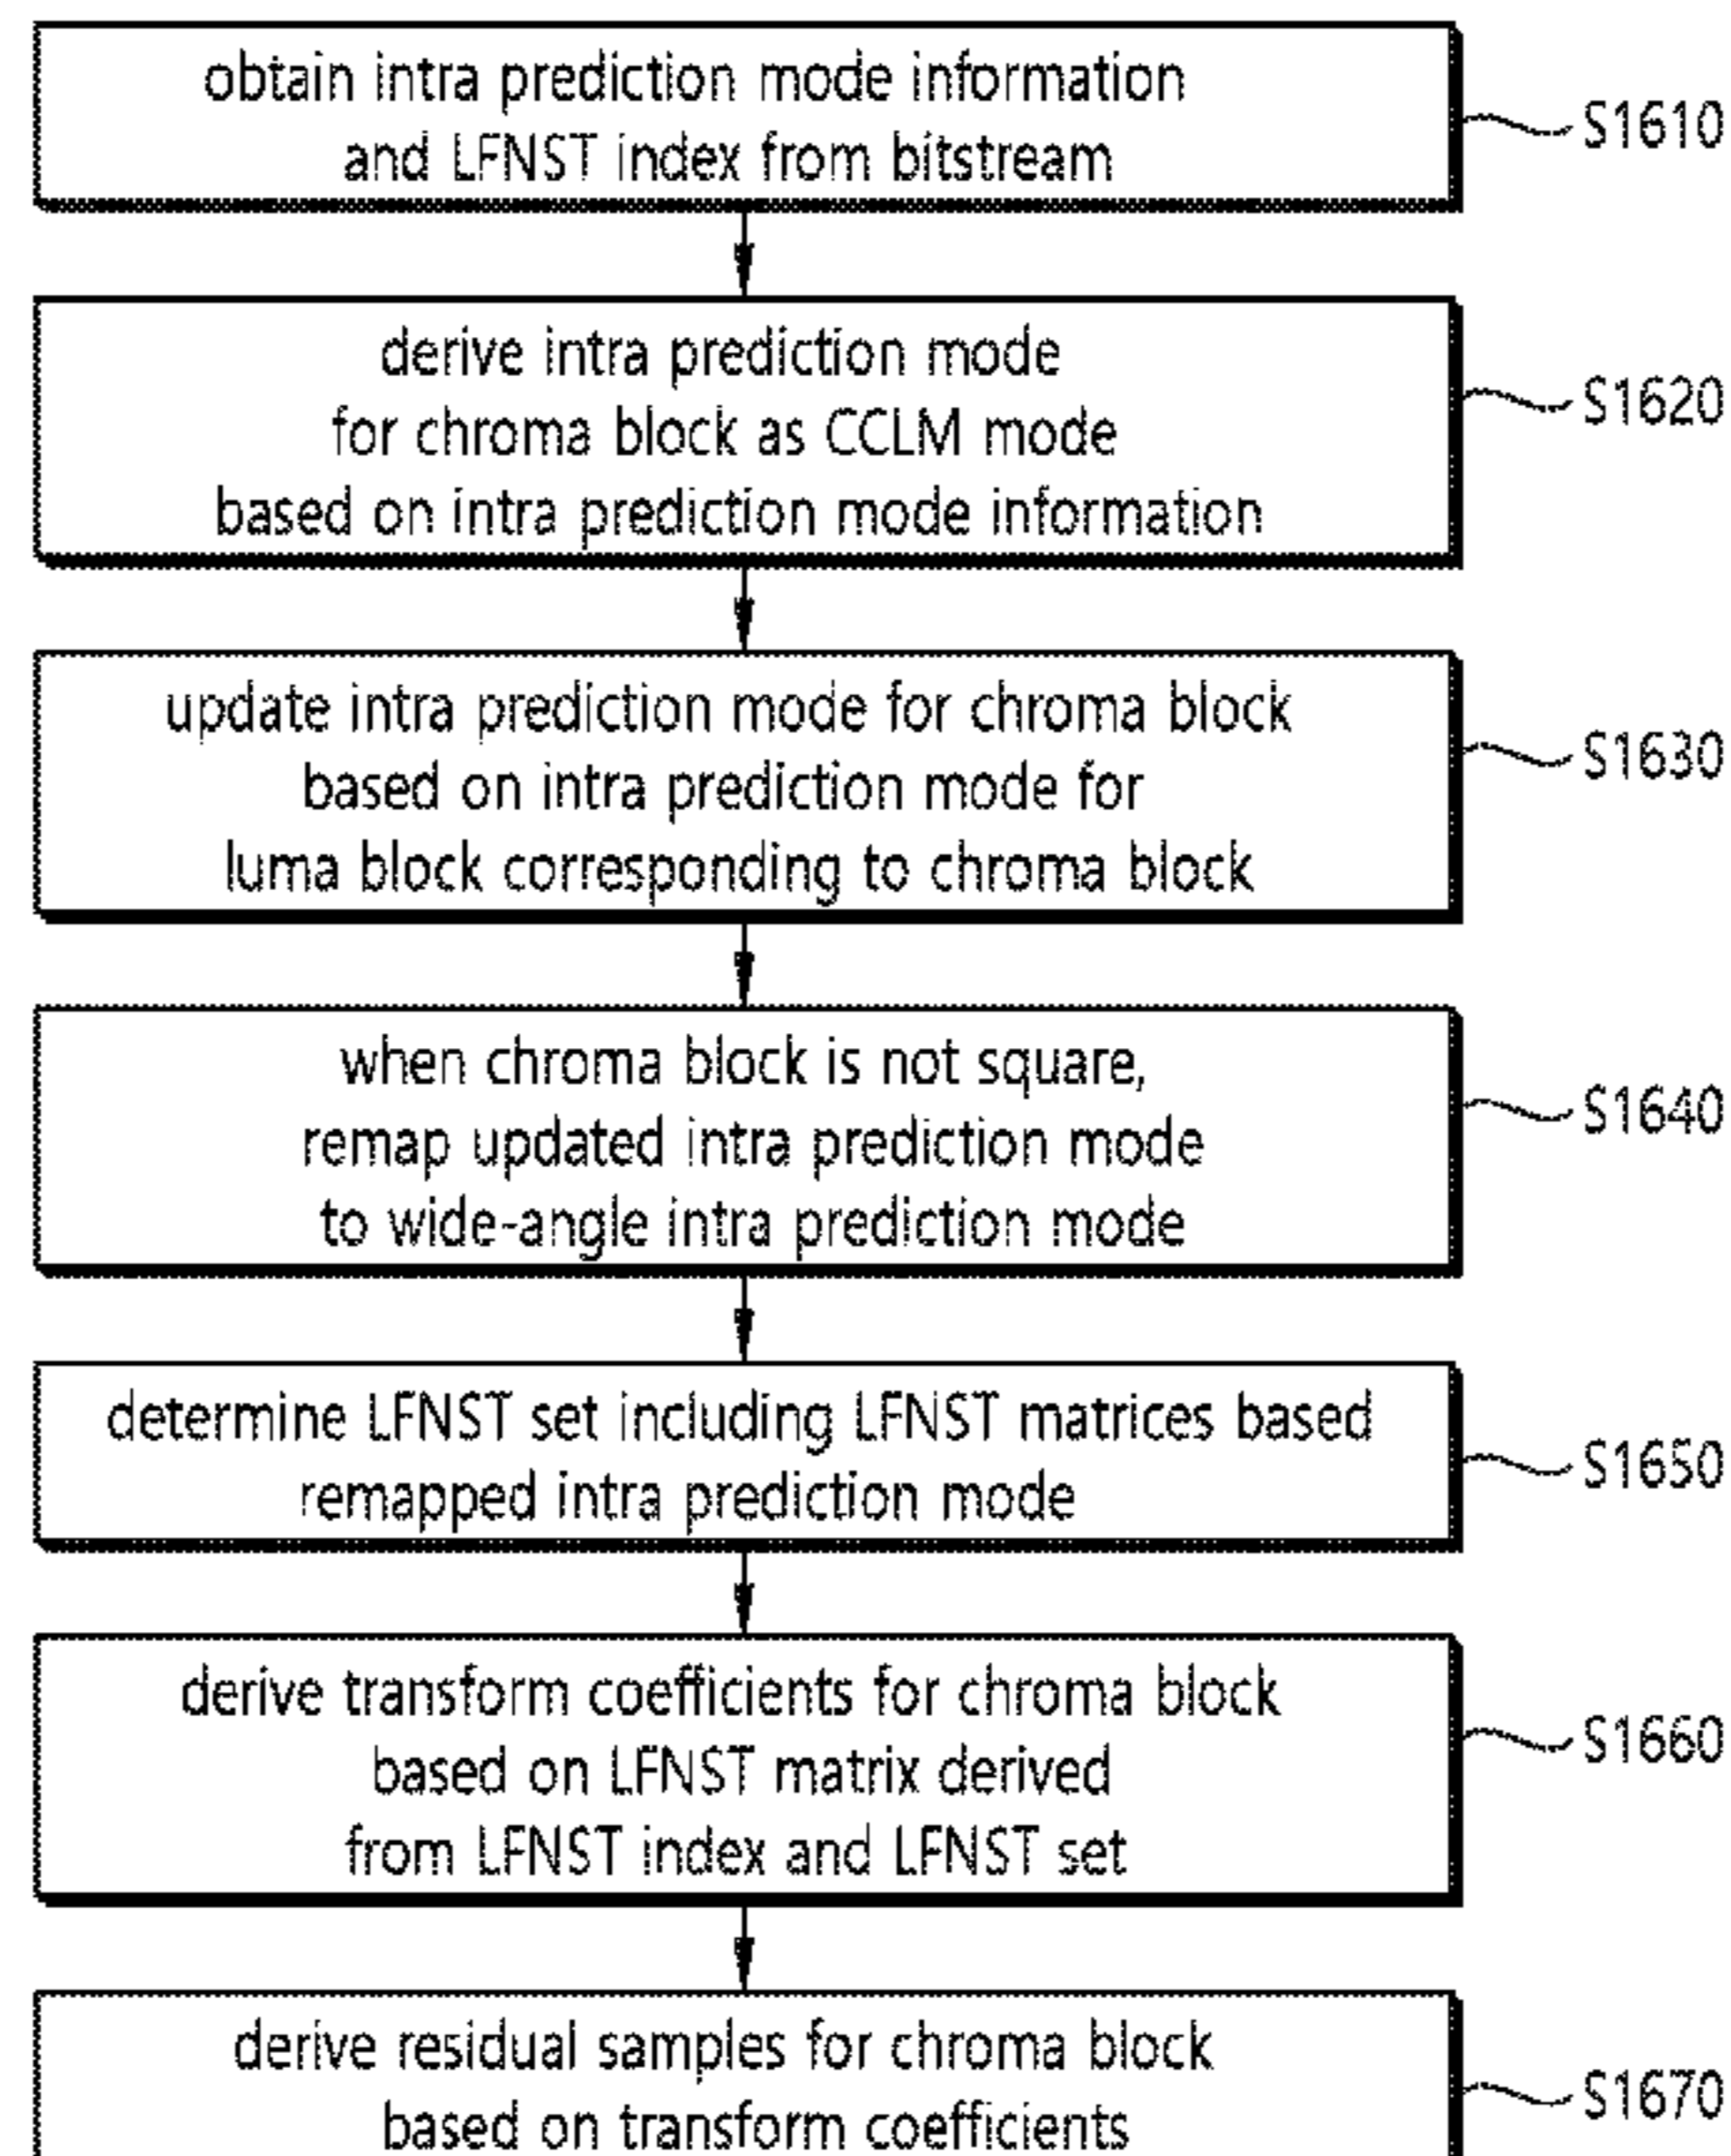 obtain intra prediction mode information
and LFNST index from bitstream
S1610
derive intra prediction mode
for chroma block as CCLM mode
based on intra prediction mode information
S1620
update intra prediction mode for chroma block
based on intra prediction mode for
luma block corresponding to chroma block
S1630
when chroma block is not square,
remap updated intra prediction mode
to wide-angle intra prediction mode
S1640
determine LFNST set including LFNST matrices based
remapped intra prediction mode
S1650
derive transform coefficients for chroma block
based on LFNST matrix derived
from LFNST index and LFNST set
S1660
derive residual samples for chroma block
based on transform coefficients
S1670